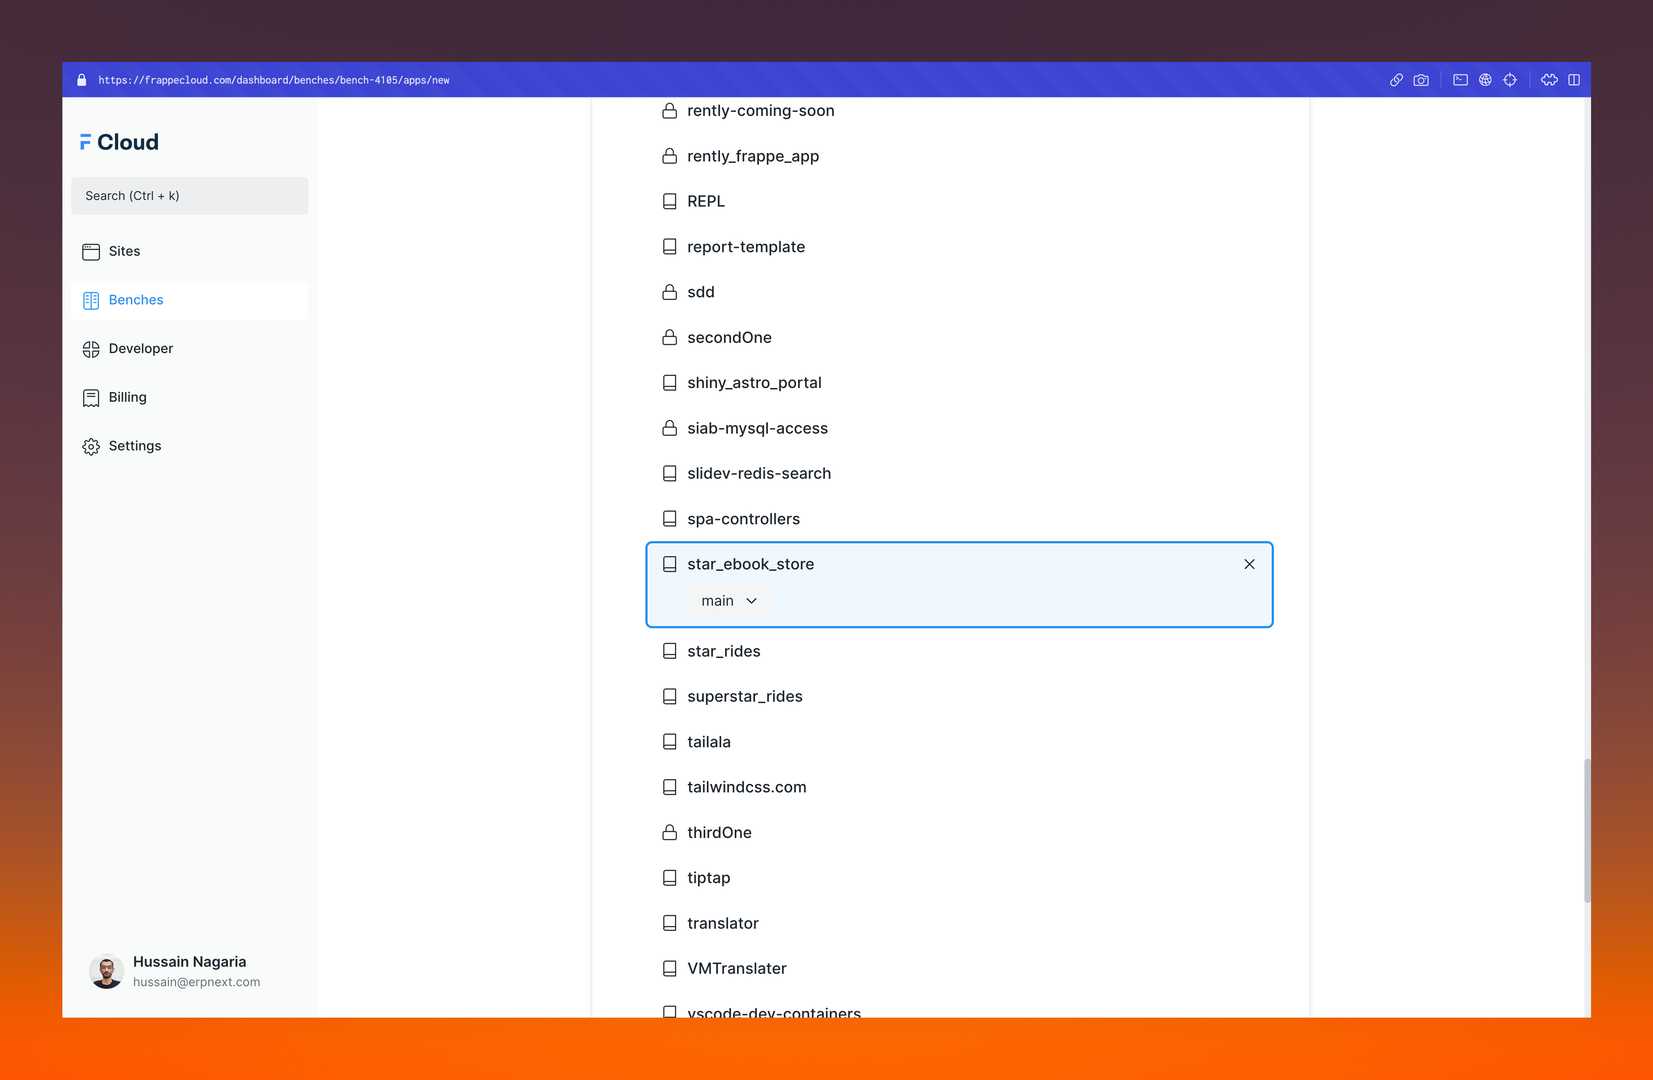 https://frappecloud.com/dashboard/benches/bench-4105/apps/new
Cloud
Search (Ctrl + k)
Sites
Benches
Developer
Billing
Settings
Hussain Nagaria
hussain@erpnext.com
rently-coming-soon
rently_frappe_app
REPL
report-template
sdd
secondOne
shiny_astro_portal
siab-mysql-access
slidev-redis-search
spa-controllers
star_ebook_store
main
star_rides
superstar_rides
tailala
tailwindcss.com
thirdOne
tiptap
translator
VMTranslater
vscode-dev-containers